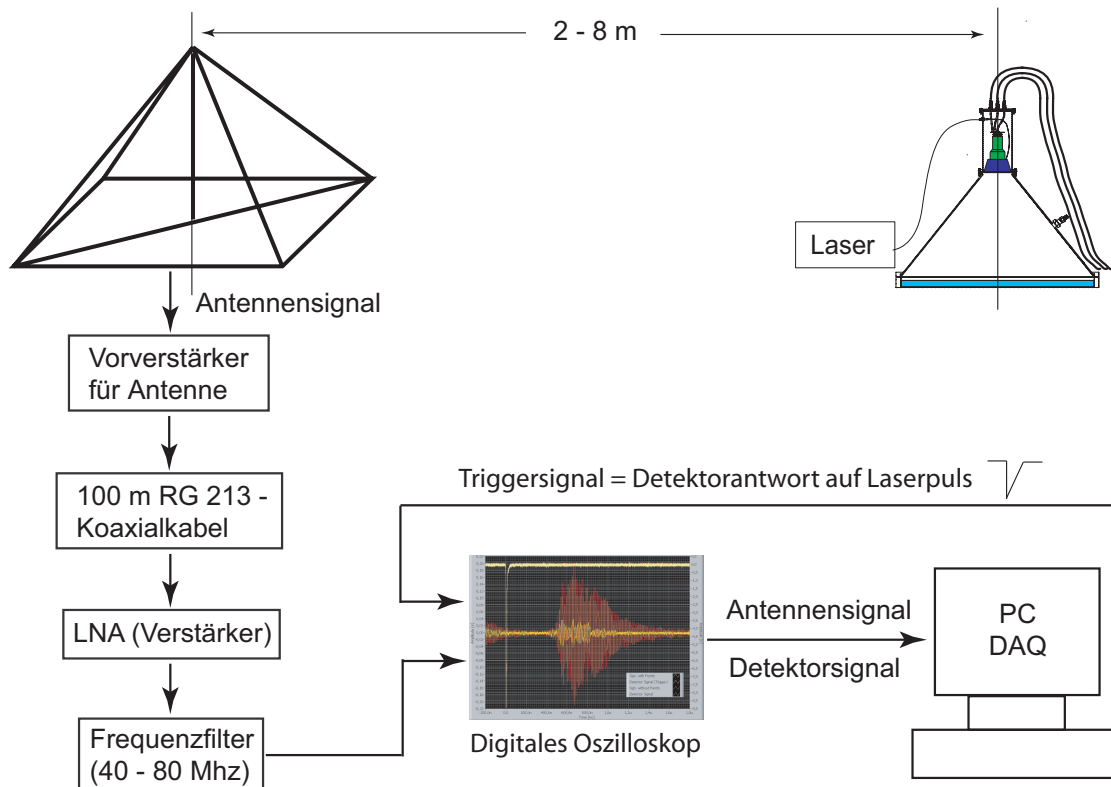 2 - 8 m
Laser
Antennensignal
Vorverstärker
für Antenne
100 m RG 213 -
Koaxialkabel
LNA (Verstärker)
Frequenzfilter
(40 - 80 Mhz)
Triggersignal = Detektorantwort auf Laserpuls
Digitales Oszilloskop
Antennensignal
Detektorsignal
PC
DAQ